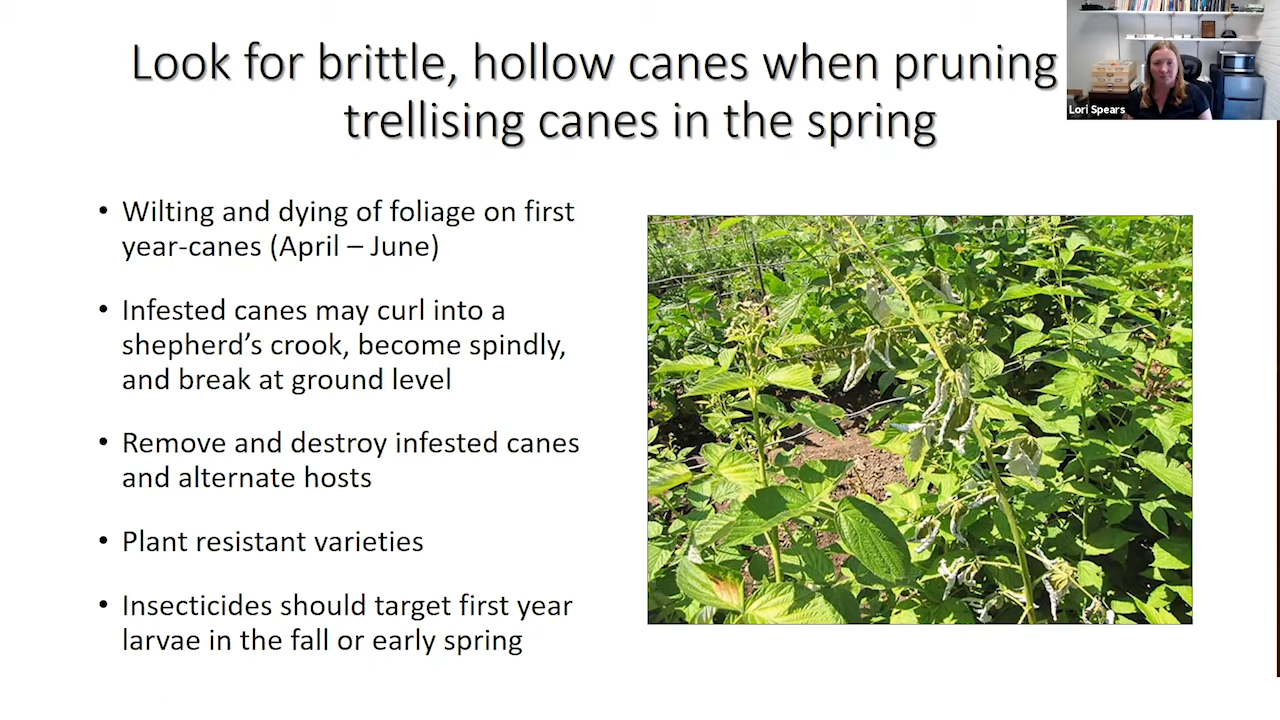 Look for brittle, hollow canes when pruning
trellising canes in the spring
Lori Spears
• Wilting and dying of foliage on first
year-canes (April – June)
• Infested canes may curl into a
shepherd’s crook, become spindly,
and break at ground level
• Remove and destroy infested canes
and alternate hosts
• Plant resistant varieties
• Insecticides should target first year
larvae in the fall or early spring